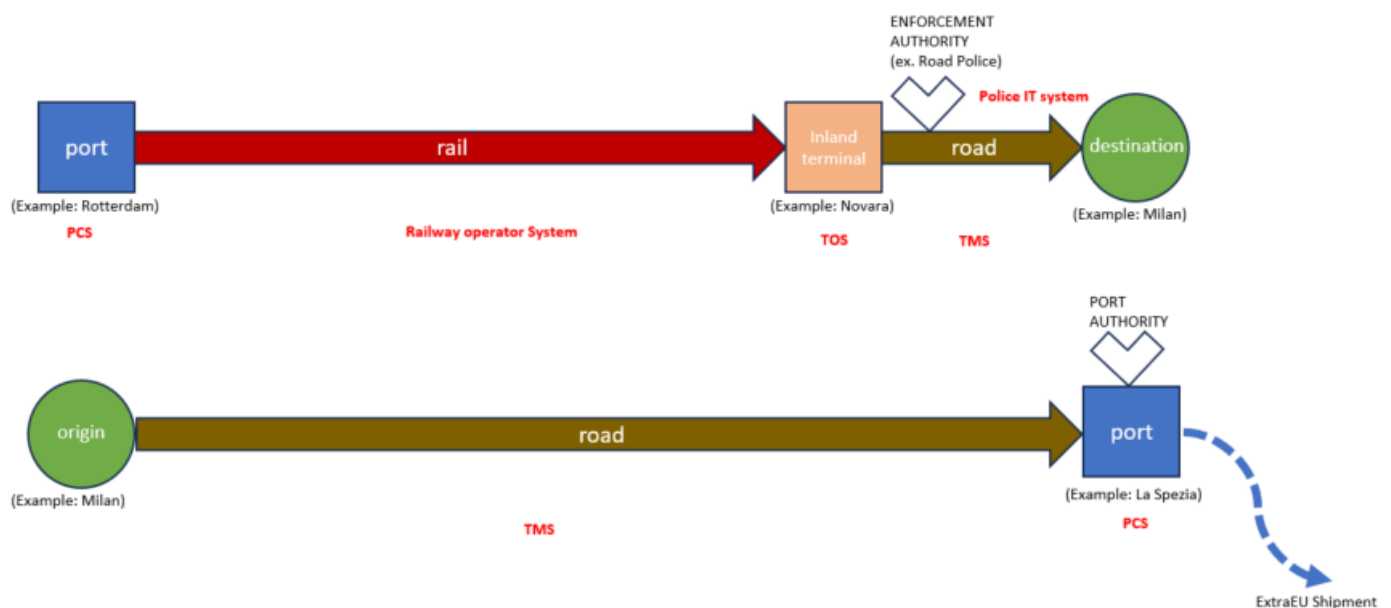 ENFORCEMENT
AUTHORITY
(ex. Road Police)
Police IT system
port
rail
Inland
terminal
road
destination
(Example: Rotterdam)
(Example: Novara)
(Example: Milan)
PCS
Railway operator System
TOS
TMS
PORT
AUTHORITY
origin
road
port
(Example: Milan)
(Example: La Spezia)
TMS
PCS
ExtraEU Shipment